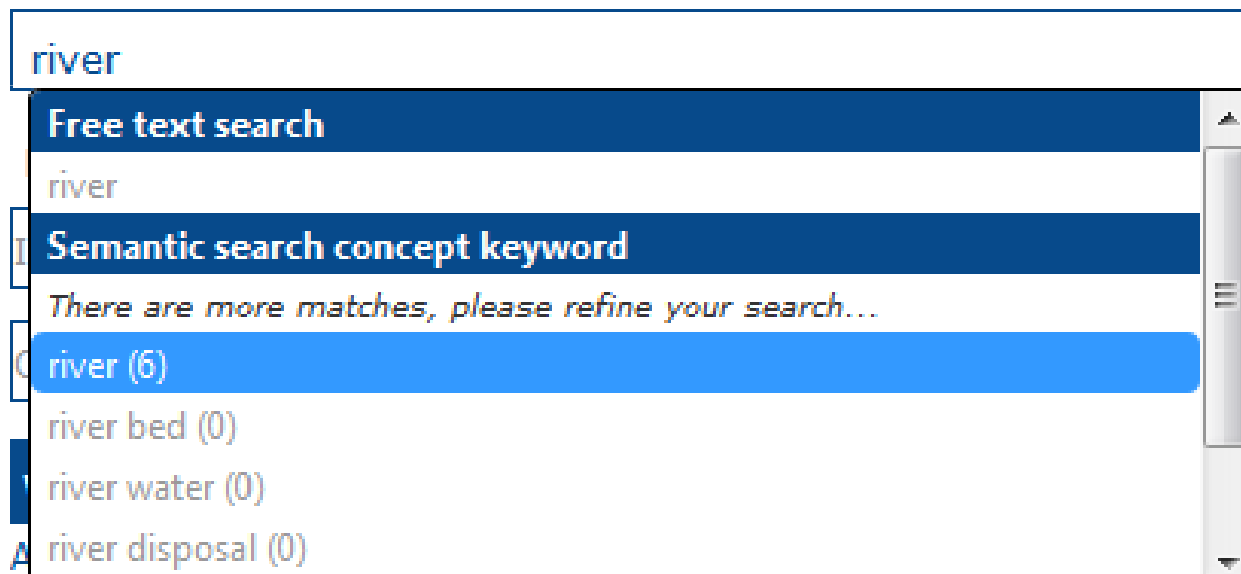 river
Free text search
river
Semantic search concept keyword
There are more matches, please refine your search...
river (6)
river bed (0)
river water (0)
river disposal (0)